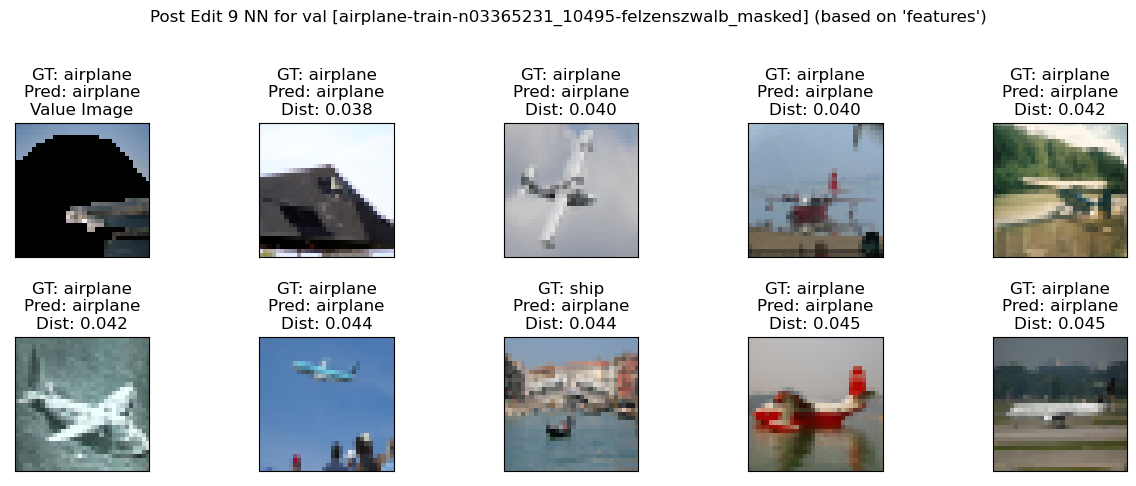 Post Edit 9 NN for val [airplane-train-n03365231_10495-felzenszwalb_masked] (based on 'features')
GT: airplane
Pred: airplane
Value Image
GT: airplane
Pred: airplane
Dist: 0.038
GT: airplane
Pred: airplane
Dist: 0.040
GT: airplane
Pred: airplane
Dist: 0.040
GT: airplane
Pred: airplane
Dist: 0.042
GT: airplane
Pred: airplane
Dist: 0.042
GT: airplane
Pred: airplane
Dist: 0.044
GT: ship
Pred: airplane
Dist: 0.044
GT: airplane
Pred: airplane
Dist: 0.045
GT: airplane
Pred: airplane
Dist: 0.045